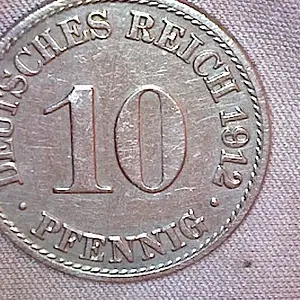 DEUTSCHES REICH 1912
10
· PFENNIG ·